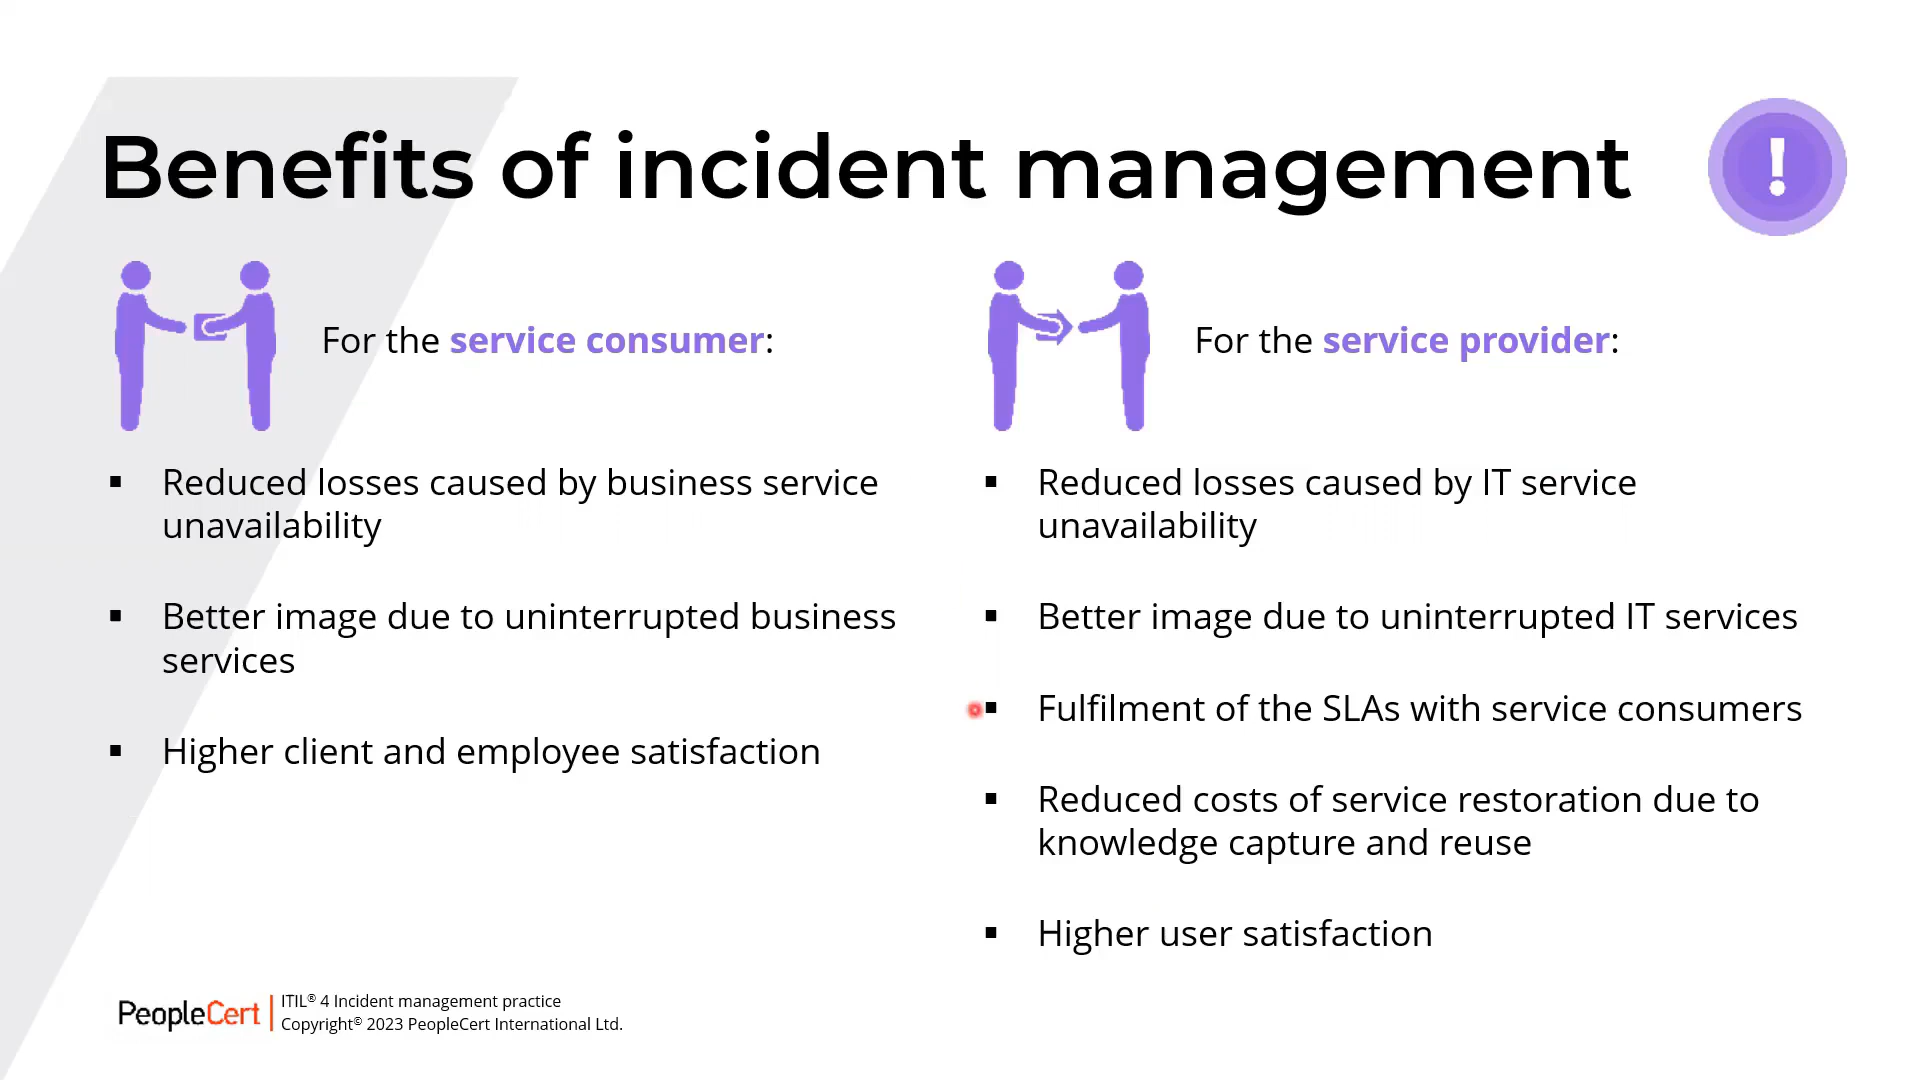 Benefits of incident management
!
For the service consumer:
▪ Reduced losses caused by business service
unavailability
▪ Better image due to uninterrupted business
services
▪ Higher client and employee satisfaction
For the service provider:
▪ Reduced losses caused by IT service
unavailability
▪ Better image due to uninterrupted IT services
▪ Fulfilment of the SLAs with service consumers
▪ Reduced costs of service restoration due to
knowledge capture and reuse
▪ Higher user satisfaction
PeopleCert
ITIL® 4 Incident management practice
Copyright© 2023 PeopleCert International Ltd.